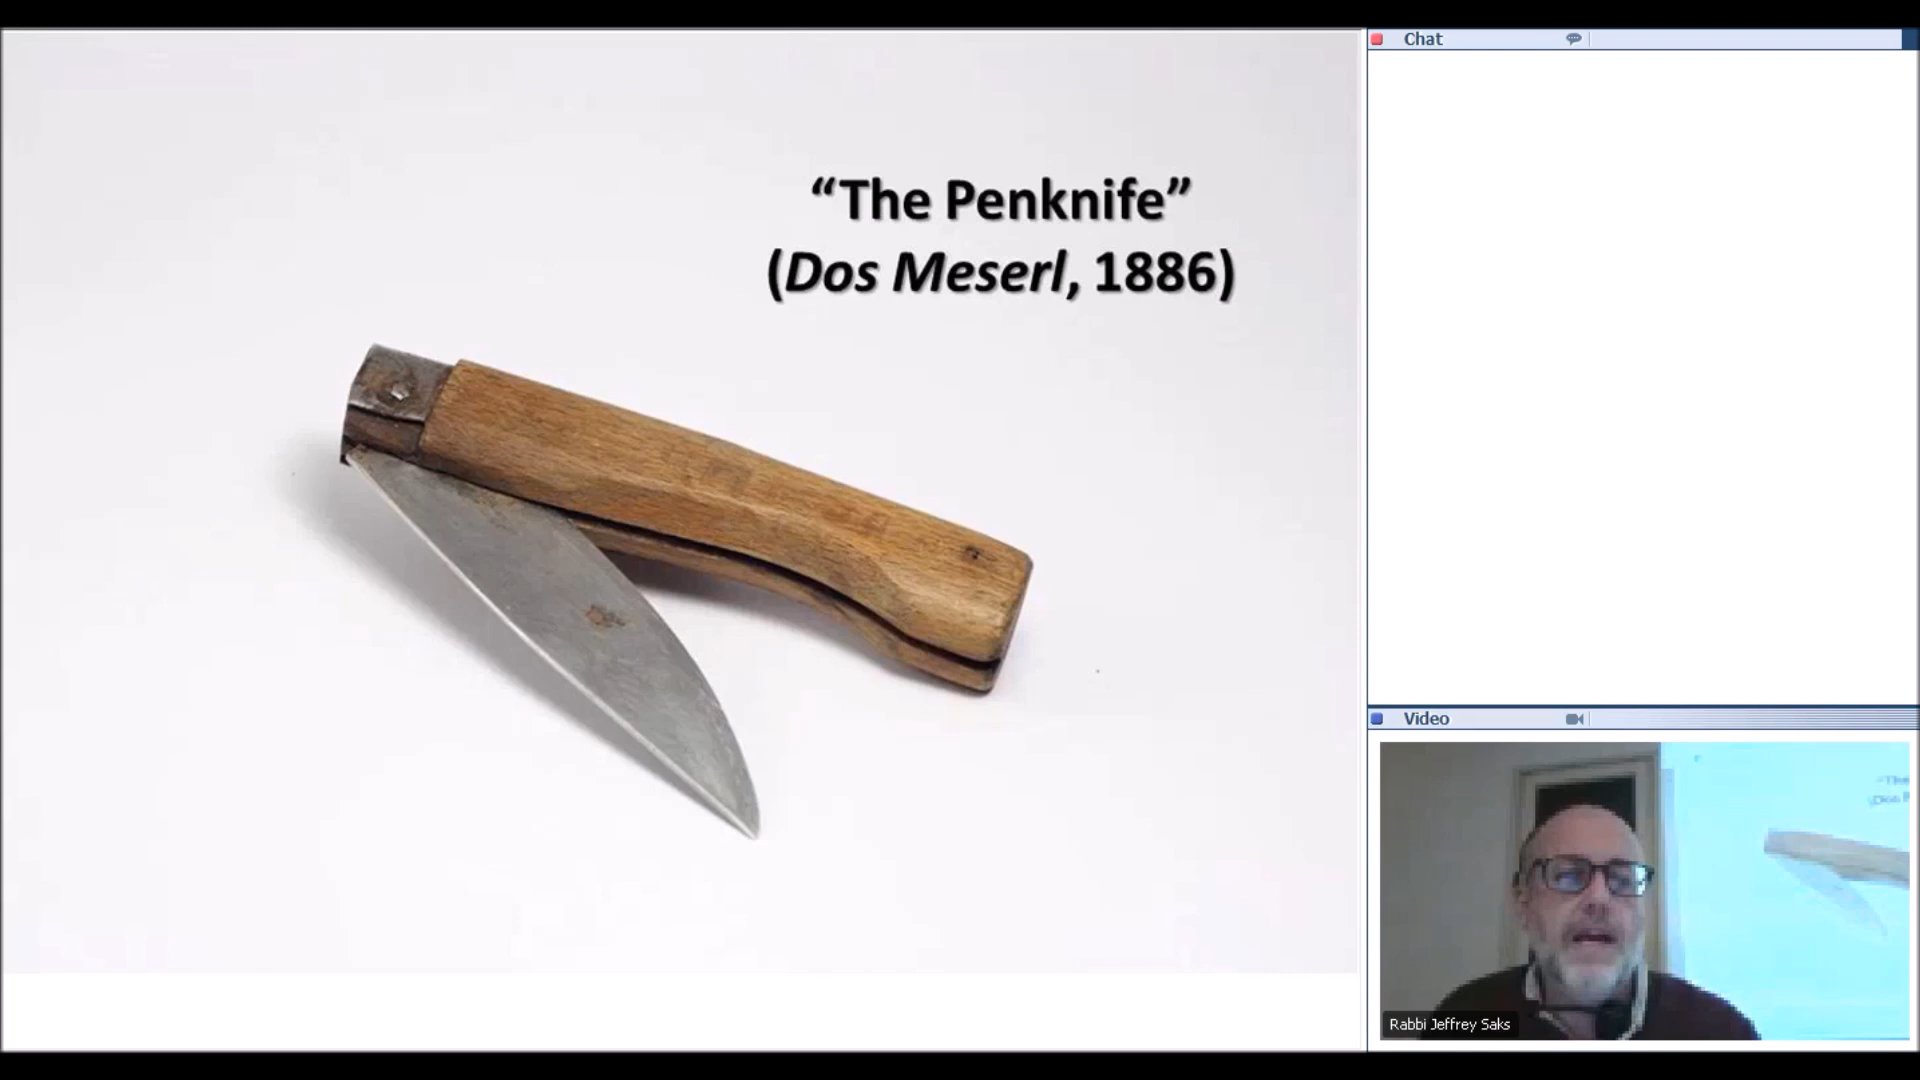 “The Penknife”
(Dos Meserl, 1886)
Chat
Video
Rabbi Jeffrey Saks